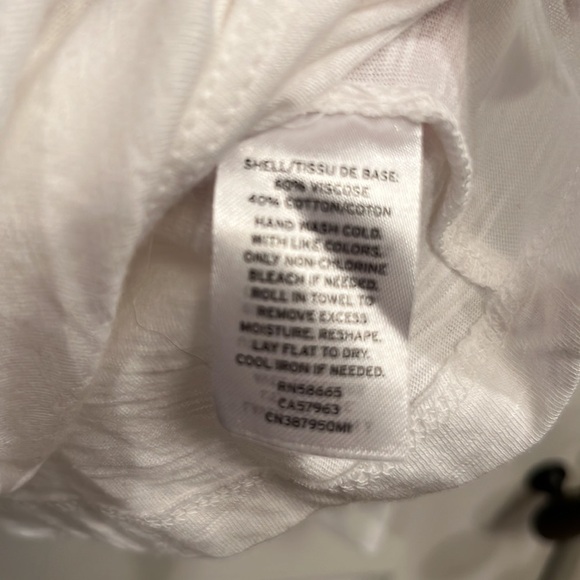 SHELL/TISSU DE BASE:
60% VISCOSE
40% COTTON/COTON
HAND WASH COLD.
WITH LIKE COLORS.
ONLY NON-CHLORINE
BLEACH IF NEEDED.
ROLL IN TOWEL TO
REMOVE EXCESS
MOISTURE. RESHAPE.
LAY FLAT TO DRY.
COOL IRON IF NEEDED.
RN58665
CA57963
CN387950MI